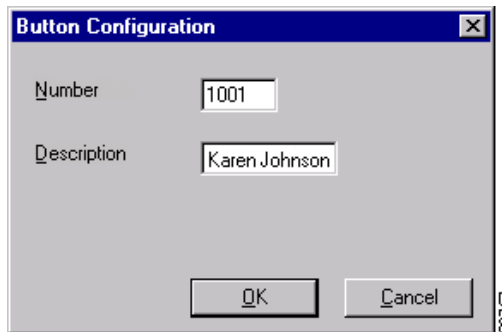 Button Configuration
Number 1001
Description Karen Johnson
OK Cancel